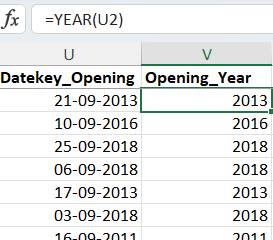 fx =YEAR(U2)
U V
Datekey_Opening Opening_Year
21-09-2013 2013
10-09-2016 2016
25-09-2018 2018
06-09-2018 2018
17-09-2013 2013
03-09-2018 2018
16-09-2011 2011